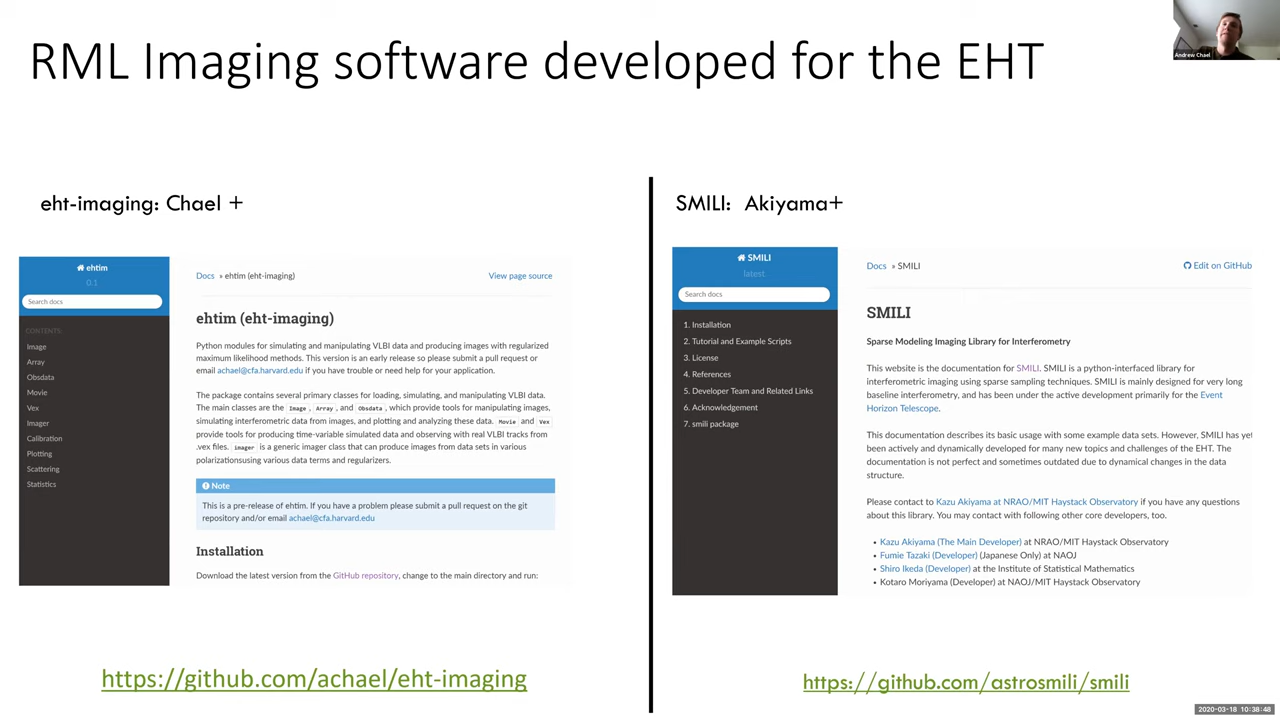 RML Imaging software developed for the EHT
Andrew Chael
eht-imaging: Chael +
ehtim
0.1
Search docs
CONTENTS:
Image
Array
Obsdata
Movie
Vex
Imager
Calibration
Plotting
Scattering
Statistics
Docs » ehtim (eht-imaging)
View page source
ehtim (eht-imaging)
Python modules for simulating and manipulating VLBI data and producing images with regularized
maximum likelihood methods. This version is an early release so please submit a pull request or
email achael@cfa.harvard.edu if you have trouble or need help for your application.
The package contains several primary classes for loading, simulating, and manipulating VLBI data.
The main classes are the Image, Array, and Obsdata, which provide tools for manipulating images,
simulating interferometric data from images, and plotting and analyzing these data. Movie and Vex
provide tools for producing time-variable simulated data and observing with real VLBI tracks from
.vex files. imager is a generic imager class that can produce images from data sets in various
polarizationsusing various data terms and regularizers.
Note
This is a pre-release of ehtim. If you have a problem please submit a pull request on the git
repository and/or email achael@cfa.harvard.edu
Installation
Download the latest version from the GitHub repository, change to the main directory and run:
https://github.com/achael/eht-imaging
SMILI: Akiyama+
SMILI
latest
Search docs
1. Installation
2. Tutorial and Example Scripts
3. License
4. References
5. Developer Team and Related Links
6. Acknowledgement
7. smili package
Docs » SMILI
Edit on GitHub
SMILI
Sparse Modeling Imaging Library for Interferometry
This website is the documentation for SMILI. SMILI is a python-interfaced library for
interferometric imaging using sparse sampling techniques. SMILI is mainly designed for very long
baseline interferometry, and has been under the active development primarily for the Event
Horizon Telescope.
This documentation describes its basic usage with some example data sets. However, SMILI has yet
been actively and dynamically developed for many new topics and challenges of the EHT. The
documentation is not perfect and sometimes outdated due to dynamical changes in the data
structure.
Please contact to Kazu Akiyama at NRAO/MIT Haystack Observatory if you have any questions
about this library. You may contact with following other core developers, too.
• Kazu Akiyama (The Main Developer) at NRAO/MIT Haystack Observatory
• Fumie Tazaki (Developer) (Japanese Only) at NAOJ
• Shiro Ikeda (Developer) at the Institute of Statistical Mathematics
• Kotaro Moriyama (Developer) at NAOJ/MIT Haystack Observatory
https://github.com/astrosmili/smili
2020-03-18 10:38:48